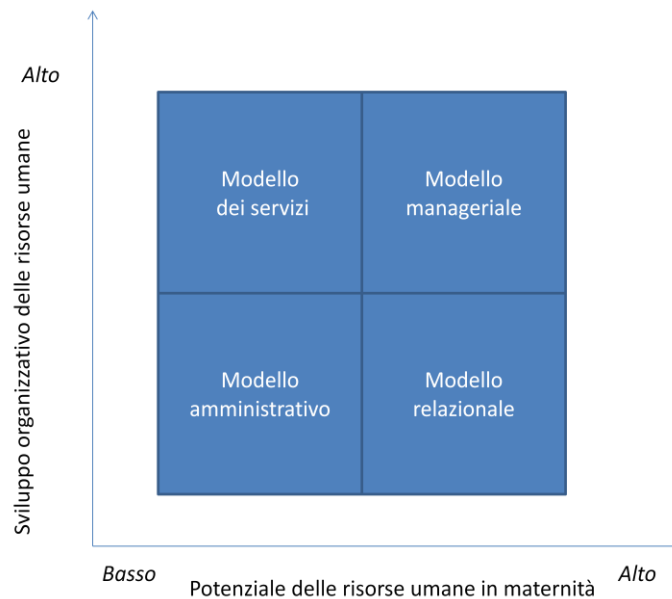 Alto
Sviluppo organizzativo delle risorse umane
Modello
dei servizi
Modello
manageriale
Modello
amministrativo
Modello
relazionale
Basso
Potenziale delle risorse umane in maternità
Alto